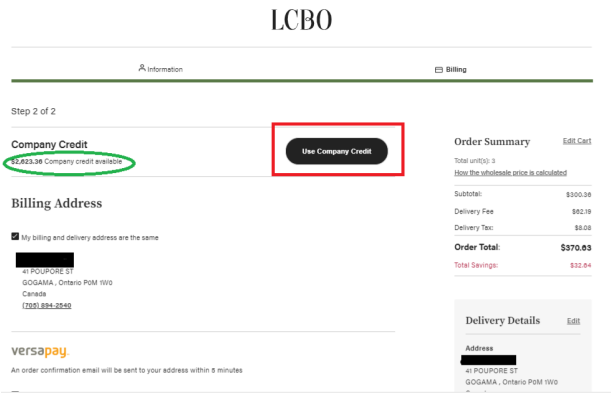 LCBO
Information
Billing
Step 2 of 2
Company Credit
$2,623.36 Company credit available
Use Company Credit
Billing Address
My billing and delivery address are the same
41 POUPORE ST
GOGAMA , Ontario P0M 1W0
Canada
(705) 894-2540
versapay.
An order confirmation email will be sent to your address within 5 minutes
Order Summary Edit Cart
Total unit(s): 3
How the wholesale price is calculated
Subtotal: $300.36
Delivery Fee $62.19
Delivery Tax: $8.08
Order Total: $370.63
Total Savings: $32.64
Delivery Details Edit
Address
41 POUPORE ST
GOGAMA , Ontario P0M 1W0